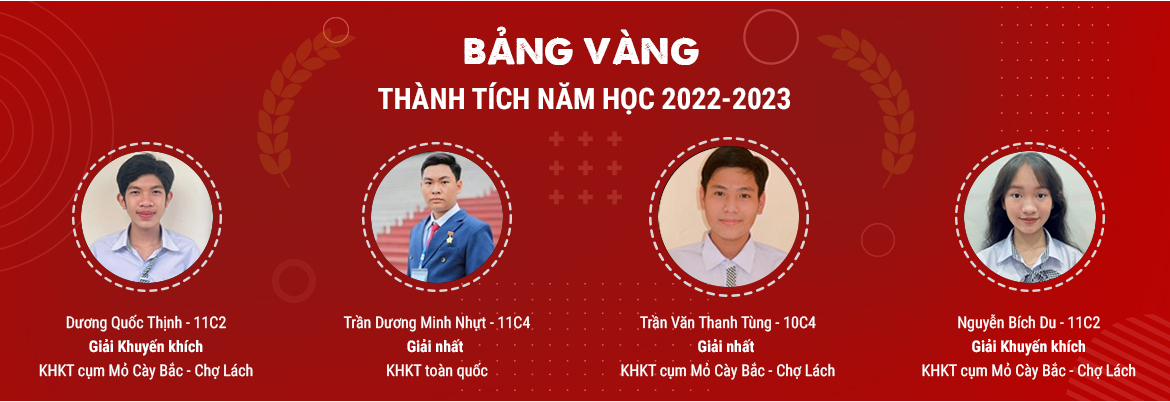 BẢNG VÀNG
THÀNH TÍCH NĂM HỌC 2022-2023
Dương Quốc Thịnh - 11C2
Giải Khuyến khích
KHKT cụm Mỏ Cày Bắc - Chợ Lách
Trần Dương Minh Nhựt - 11C4
Giải nhất
KHKT toàn quốc
Trần Văn Thanh Tùng - 10C4
Giải nhất
KHKT cụm Mỏ Cày Bắc - Chợ Lách
Nguyễn Bích Du - 11C2
Giải Khuyến khích
KHKT cụm Mỏ Cày Bắc - Chợ Lách